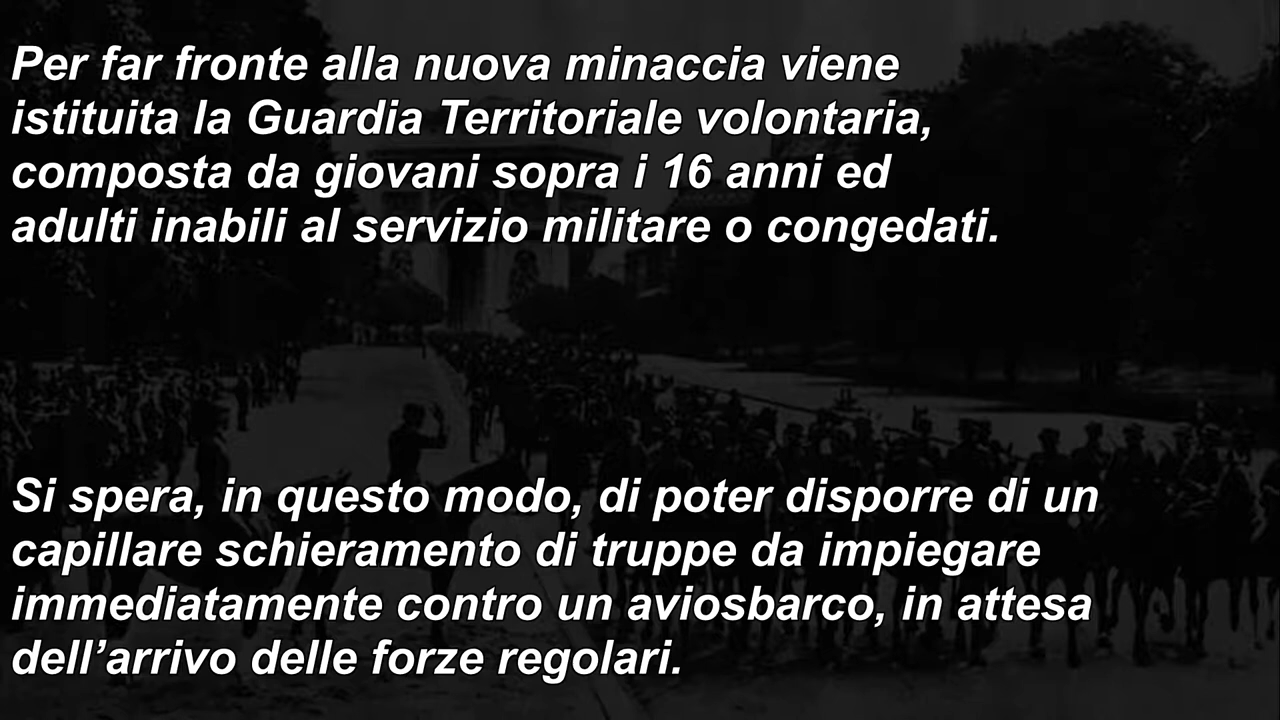 Per far fronte alla nuova minaccia viene
istituita la Guardia Territoriale volontaria,
composta da giovani sopra i 16 anni ed
adulti inabili al servizio militare o congedati.
Si spera, in questo modo, di poter disporre di un
capillare schieramento di truppe da impiegare
immediatamente contro un aviosbarco, in attesa
dell’arrivo delle forze regolari.